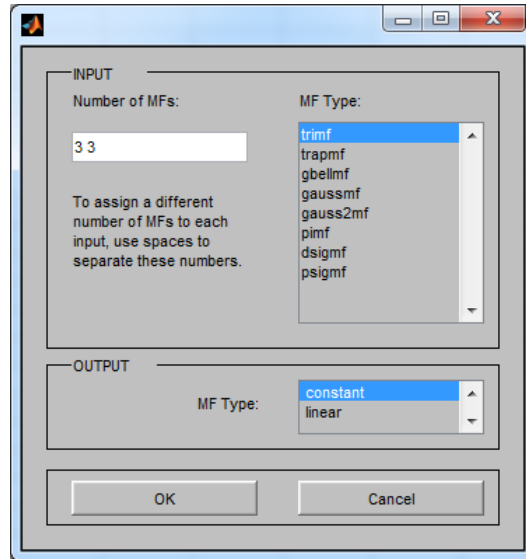 INPUT
Number of MFs:
3 3
To assign a different
number of MFs to each
input, use spaces to
separate these numbers.
MF Type:
trimf
trapmf
gbellmf
gaussmf
gauss2mf
pimf
dsigmf
psigmf
OUTPUT
MF Type:
constant
linear
OK
Cancel